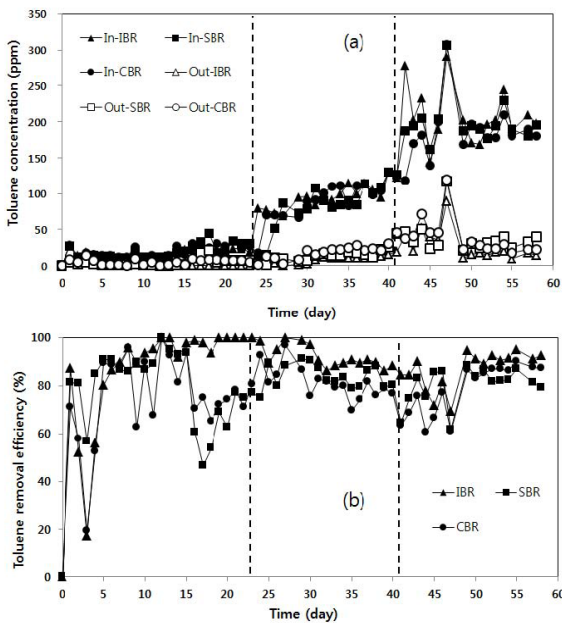 Toluene concentration (ppm)
350
300
250
200
150
100
50
0
(a)
In-IBR In-SBR
In-CBR Out-IBR
Out-SBR Out-CBR
0 5 10 15 20 25 30 35 40 45 50 55 60
Time (day)
Toluene removal efficiency (%)
100
80
60
40
20
0
(b)
IBR SBR
CBR
0 5 10 15 20 25 30 35 40 45 50 55 60
Time (day)